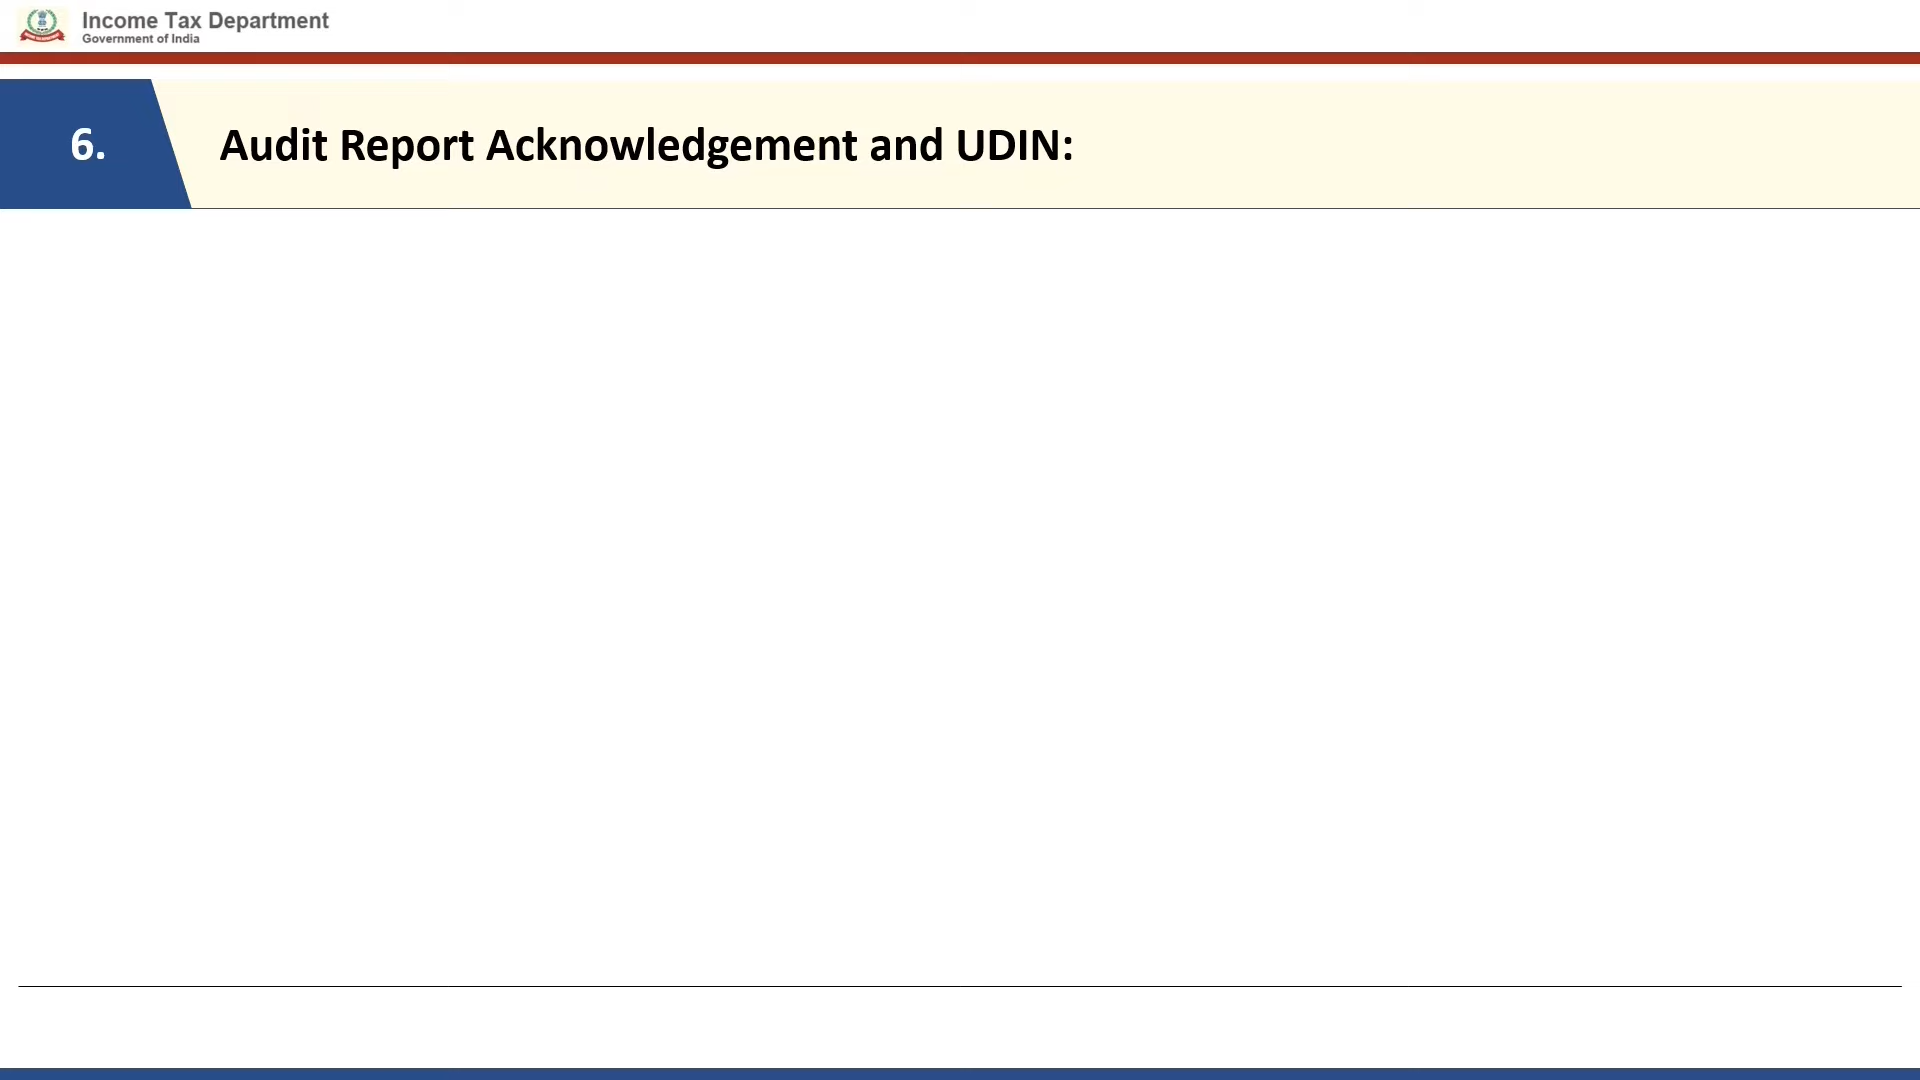 Income Tax Department
Government of India
6.
Audit Report Acknowledgement and UDIN: